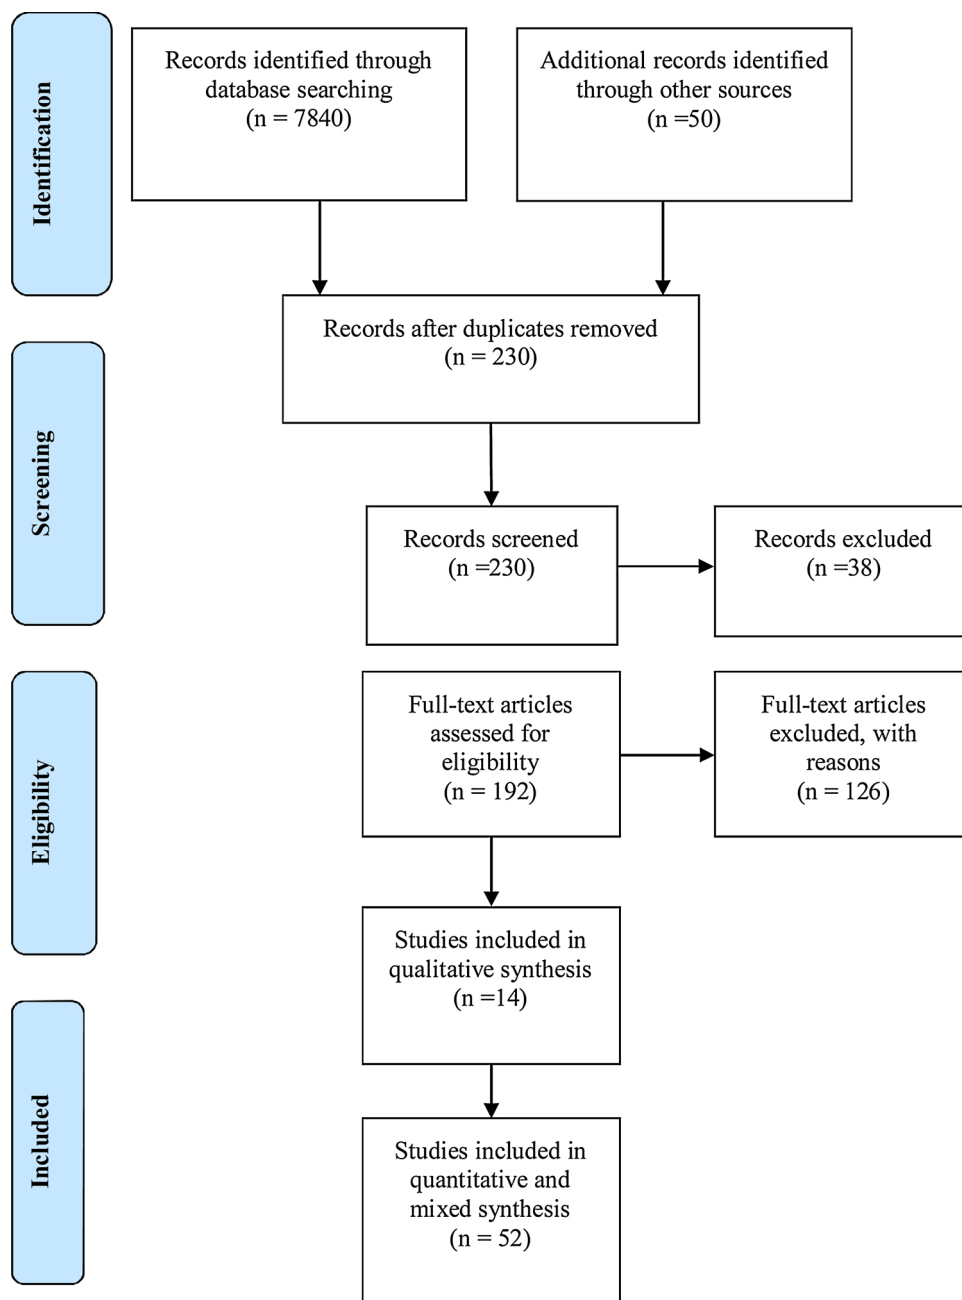 Identification
Records identified through
database searching
(n = 7840)
Additional records identified
through other sources
(n =50)
Records after duplicates removed
(n = 230)
Screening
Records screened
(n =230)
Records excluded
(n =38)
Eligibility
Full-text articles
assessed for
eligibility
(n = 192)
Full-text articles
excluded, with
reasons
(n = 126)
Studies included in
qualitative synthesis
(n =14)
Included
Studies included in
quantitative and
mixed synthesis
(n = 52)